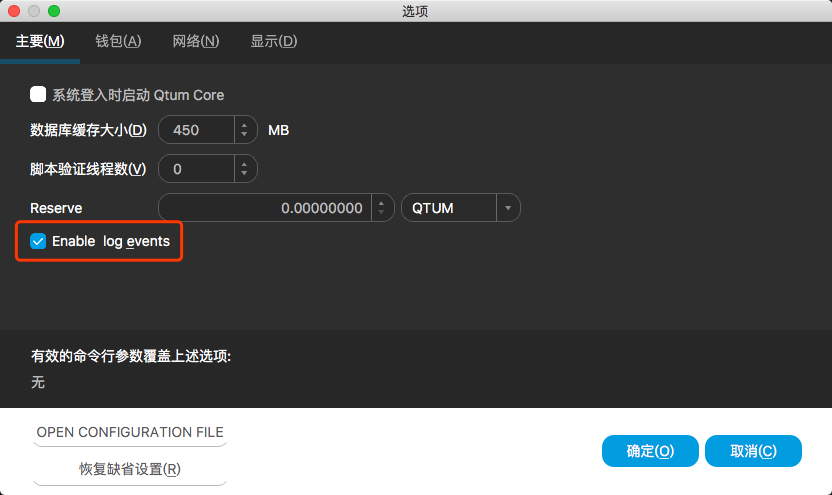 选项
主要(M) 钱包(A) 网络(N) 显示(D)
系统登入时启动 Qtum Core
数据库缓存大小(D) 450 MB
脚本验证线程数(V) 0
Reserve 0.00000000 QTUM
Enable log events
有效的命令行参数覆盖上述选项:
无
OPEN CONFIGURATION FILE
恢复缺省设置(R)
确定(O) 取消(C)